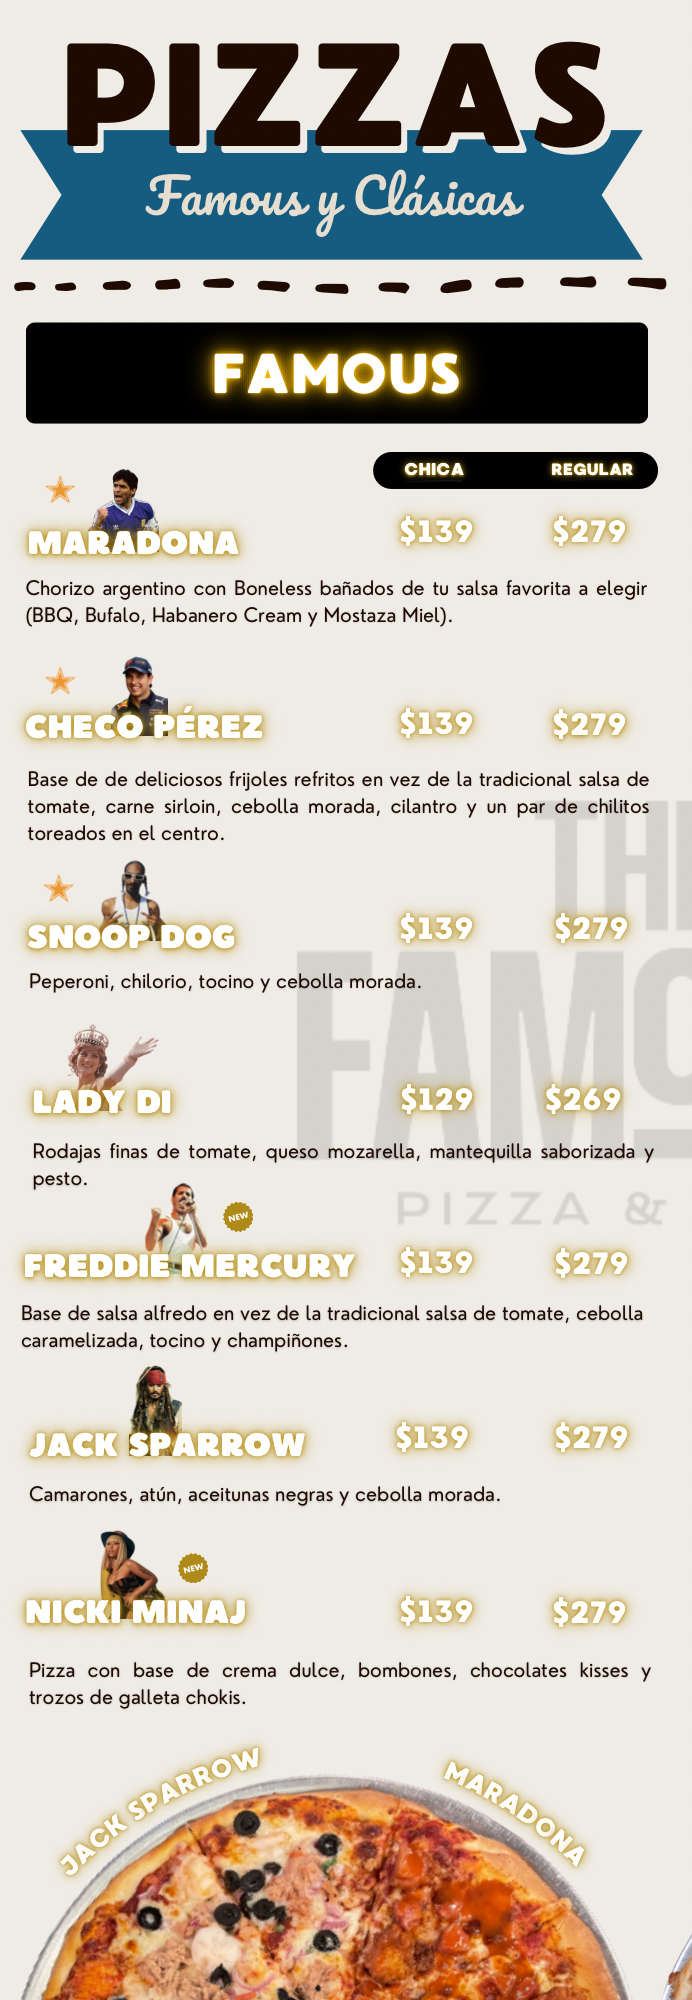 PIZZAS
Famous y Clásicas
FAMOUS
CHICA REGULAR
MARADONA $139 $279
Chorizo argentino con Boneless bañados de tu salsa favorita a elegir
(BBQ, Bufalo, Habanero Cream y Mostaza Miel).
CHECO PÉREZ $139 $279
Base de de deliciosos frijoles refritos en vez de la tradicional salsa de
tomate, carne sirloin, cebolla morada, cilantro y un par de chilitos
toreados en el centro.
THE
SNOOP DOG $139 $279
Peperoni, chilorio, tocino y cebolla morada.
FAMO
LADY DI $129 $269
Rodajas finas de tomate, queso mozarella, mantequilla saborizada y
pesto.
PIZZA &
NEW
FREDDIE MERCURY $139 $279
Base de salsa alfredo en vez de la tradicional salsa de tomate, cebolla
caramelizada, tocino y champiñones.
JACK SPARROW $139 $279
Camarones, atún, aceitunas negras y cebolla morada.
NEW
NICKI MINAJ $139 $279
Pizza con base de crema dulce, bombones, chocolates kisses y
trozos de galleta chokis.
JACK SPARROW
MARADONA